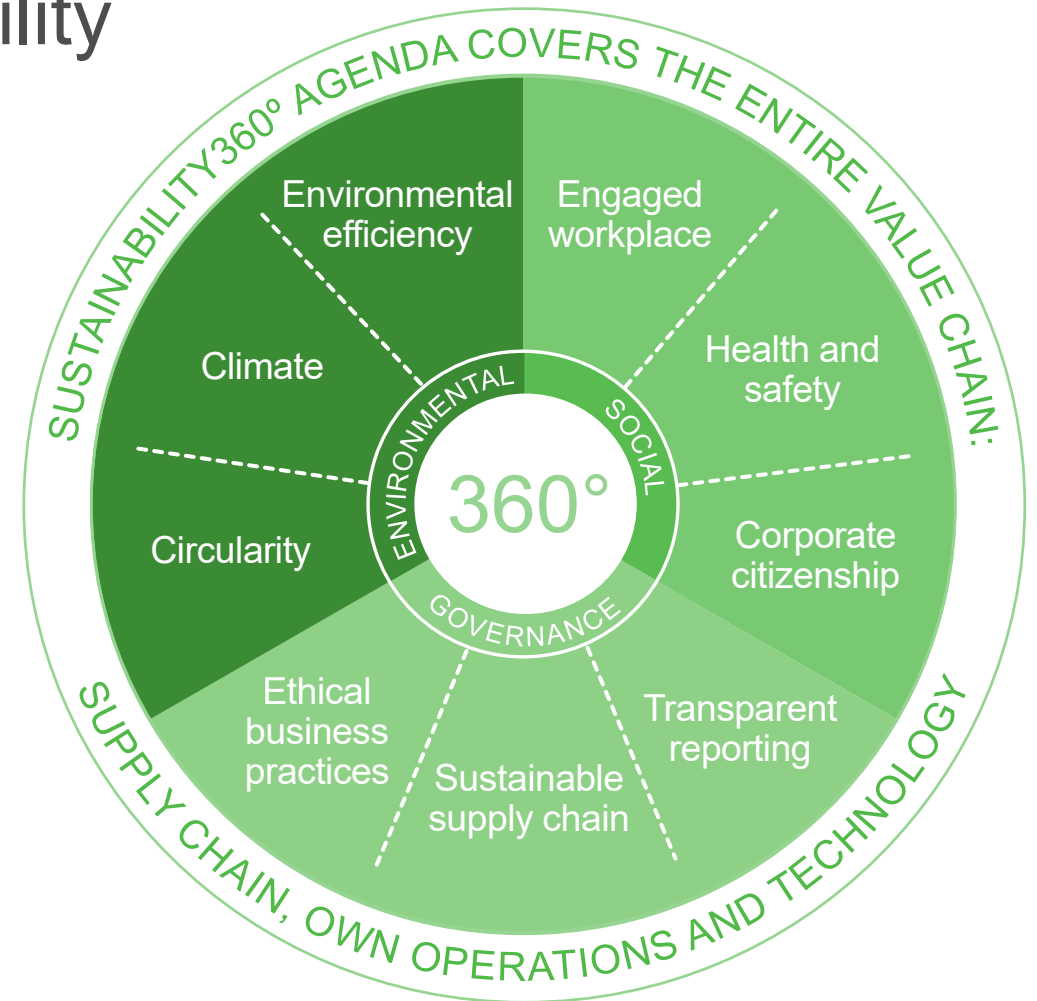 ility
SUSTAINABILITY360° AGENDA COVERS THE ENTIRE VALUE CHAIN:
Environmental
efficiency
Engaged
workplace
Climate
Health and
safety
ENVIRONMENTAL
SOCIAL
360°
Circularity
Corporate
citizenship
GOVERNANCE
Ethical
business
practices
Transparent
reporting
Sustainable
supply chain
SUPPLY CHAIN, OWN OPERATIONS AND TECHNOLOGY